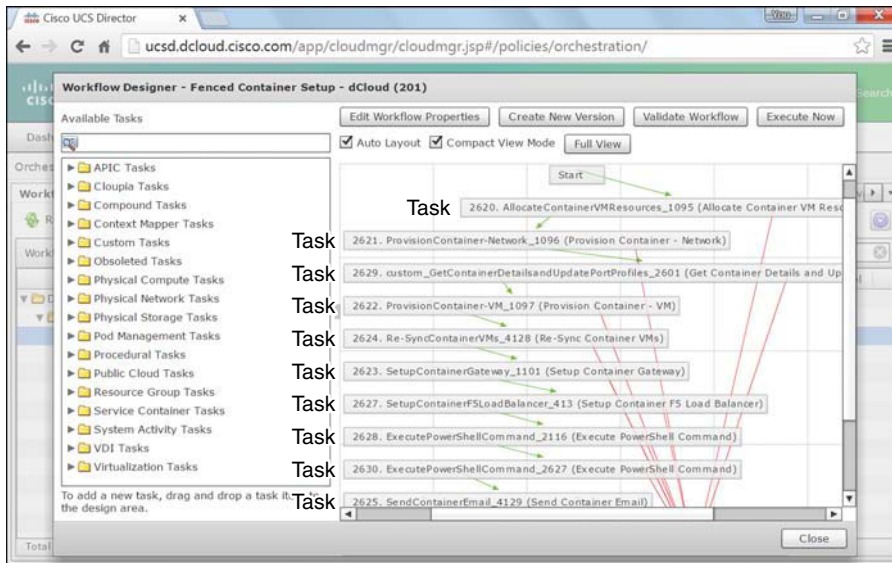 Cisco UCS Director
ucsd.dcloud.cisco.com/app/cloudmgr/cloudmgr.jsp#/policies/orchestration/
Search
Workflow Designer - Fenced Container Setup - dCloud (201)
Available Tasks
Edit Workflow Properties
Create New Version
Validate Workflow
Execute Now
Auto Layout
Compact View Mode
Full View
APIC Tasks
Cloupia Tasks
Compound Tasks
Context Mapper Tasks
Custom Tasks
Obsoleted Tasks
Physical Compute Tasks
Physical Network Tasks
Physical Storage Tasks
Pod Management Tasks
Procedural Tasks
Public Cloud Tasks
Resource Group Tasks
Service Container Tasks
System Activity Tasks
VDI Tasks
Virtualization Tasks
To add a new task, drag and drop a task
the design area.
Start
Task 2620. AllocateContainerVMResources_1095 (Allocate Container VM Reso
Task 2621. ProvisionContainer-Network_1096 (Provision Container - Network)
Task 2629. custom_GetContainerDetailsandUpdatePortProfiles_2601 (Get Container Details and Up
Task 2622. ProvisionContainer-VM_1097 (Provision Container - VM)
Task 2624. Re-SyncContainerVMs_4128 (Re-Sync Container VMs)
Task 2623. SetupContainerGateway_1101 (Setup Container Gateway)
Task 2627. SetupContainerF5LoadBalancer_413 (Setup Container F5 Load Balancer)
Task 2628. ExecutePowerShellCommand_2116 (Execute PowerShell Command)
Task 2630. ExecutePowerShellCommand_2627 (Execute PowerShell Command)
Task 2625. SendContainerEmail_4129 (Send Container Email)
Close
Total